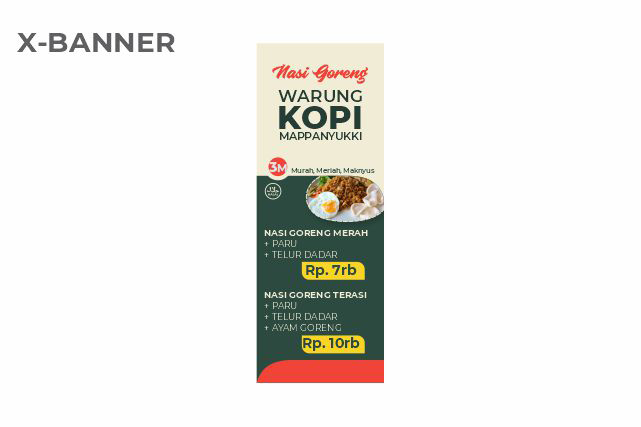 X-BANNER
Nasi Goreng
WARUNG
KOPI
MAPPANYUKKI
3M Murah, Meriah, Maknyus
NASI GORENG MERAH
+ PARU
+ TELUR DADAR
Rp. 7rb
NASI GORENG TERASI
+ PARU
+ TELUR DADAR
+ AYAM GORENG
Rp. 10rb